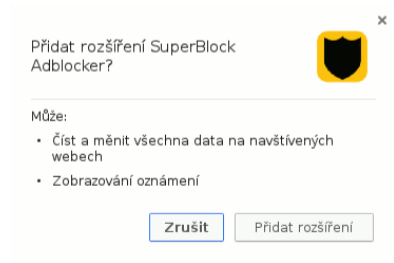 Přidat rozšíření SuperBlock
Adblocker?
Může:
• Číst a měnit všechna data na navštívených
webech
• Zobrazování oznámení
Zrušit
Přidat rozšíření